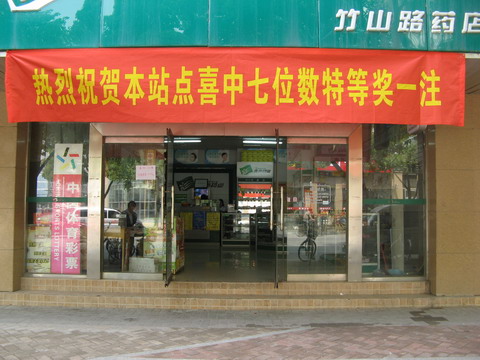 竹山路药店
热烈祝贺本站点喜中七位数特等奖一注
中国体育彩票